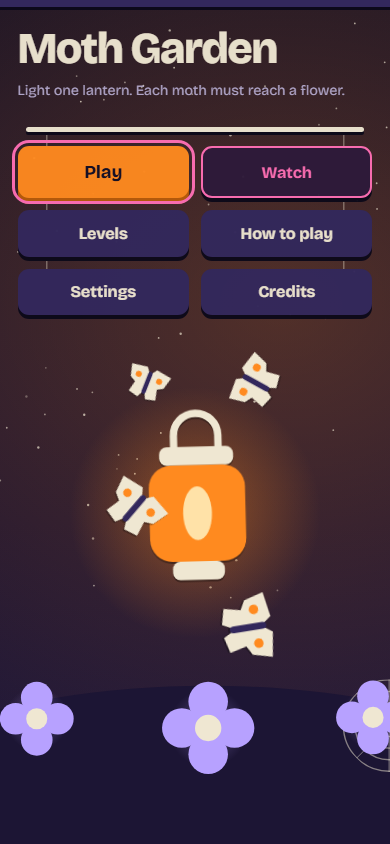 Moth Garden
Light one lantern. Each moth must reach a flower.
Play
Watch
Levels
How to play
Settings
Credits